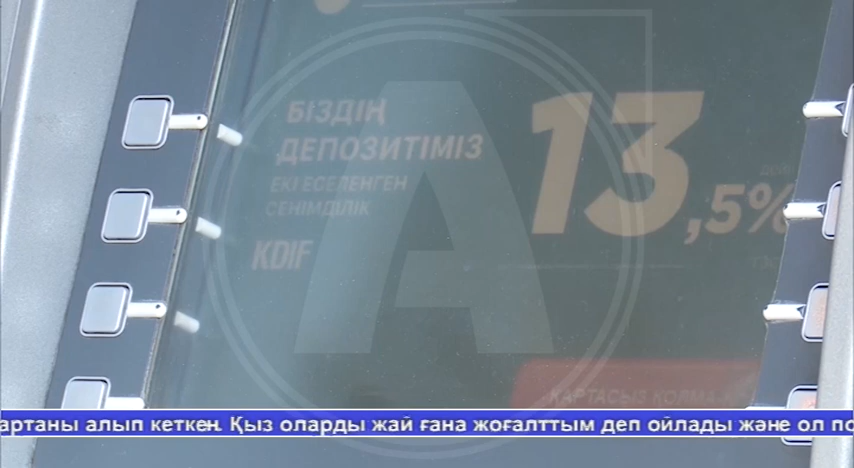 БІЗДІҢ
ДЕПОЗИТІМІЗ
ЕКІ ЕСЕЛЕНГЕН
СЕНІМДІЛІК
KDIF
13,5%
КАРТАСЫЗ ҚОЛМА-Қ
артаны алып кеткен. Қыз оларды жай ғана жоғалттым деп ойлады және ол по